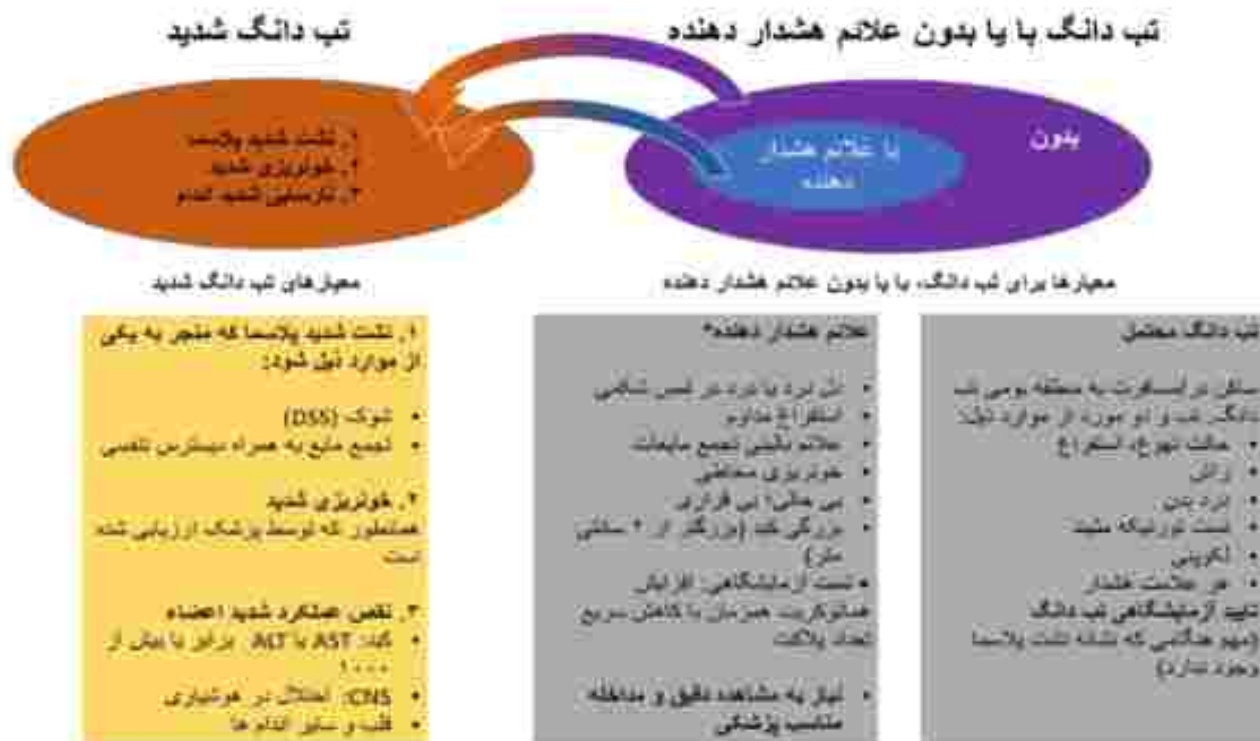 تب دانگ با یا بدون علائم هشدار دهنده
تب دانگ شدید
بدون
با علائم هشدار
دهنده
۱. نشت شدید پلاسما
۲. خونریزی شدید
۳. نارسایی شدید اندام
معیارها برای تب دانگ، با یا بدون علائم هشدار دهنده
معیارهای تب دانگ شدید
تب دانگ محتمل
ساکن در/مسافرت به منطقه بومی تب
دانگ، تب و دو مورد از موارد ذیل:
• حالت تهوع، استفراغ
• راش
• درد بدن
• تست تورنیکه مثبت
• لکوپنی
• هر علامت هشدار
تایید آزمایشگاهی تب دانگ
(مهم هنگامی که نشانه نشت پلاسما
وجود ندارد)
علائم هشدار دهنده*
• دل درد یا درد در لمس شکمی
• استفراغ مداوم
• علائم بالینی تجمع مایعات
• خونریزی مخاطی
• بی حالی؛ بی قراری
• بزرگی کبد (بزرگتر از ۲ سانتی
متر)
• تست آزمایشگاهی: افزایش
هماتوکریت همزمان با کاهش سریع
تعداد پلاکت
• نیاز به مشاهده دقیق و مداخله
مناسب پزشکی
۱. نشت شدید پلاسما که منجر به یکی
از موارد ذیل شود:
• شوک (DSS)
• تجمع مایع به همراه دیسترس تنفسی
۲. خونریزی شدید
همانطور که توسط پزشک ارزیابی شده
است
۳. نقص عملکرد شدید اعضاء
• کبد: AST یا ALT برابر یا بیش از
۱۰۰۰
• CNS: اختلال در هوشیاری
• قلب و سایر اندام ها